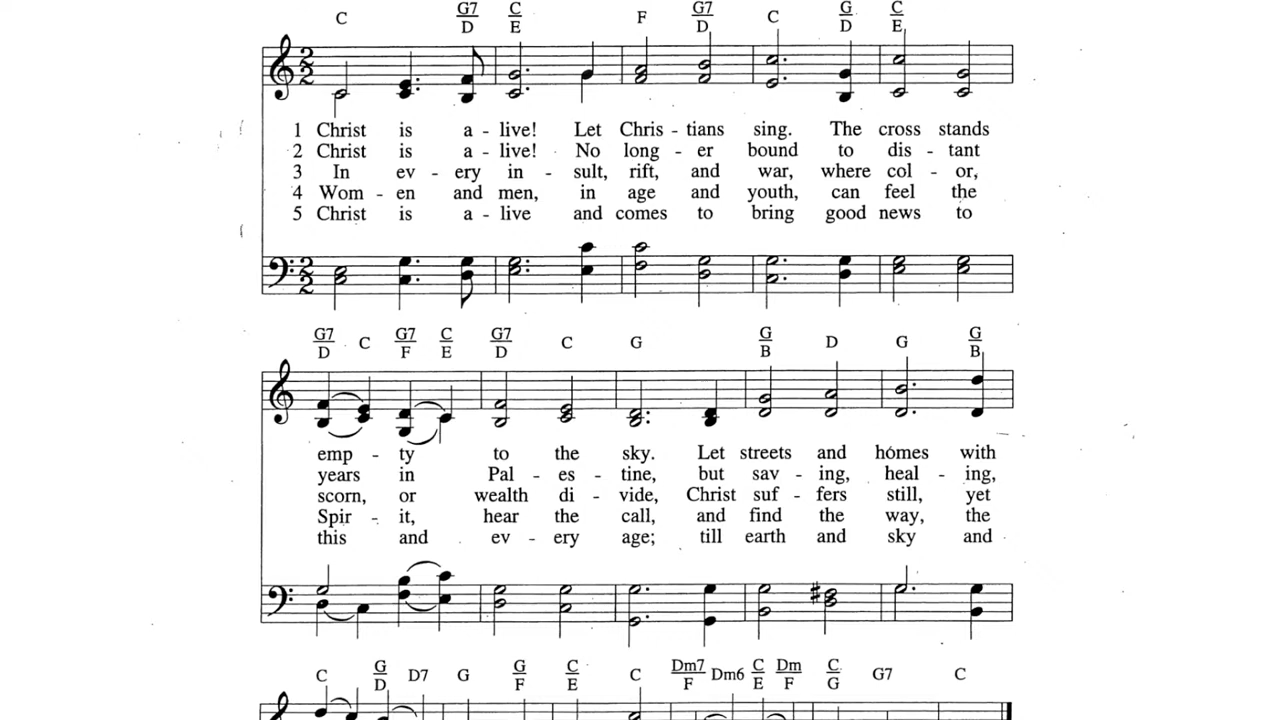 C G7/D C/E F G7/D C G/D C/E
2 2
1 Christ is a - live! Let Chris - tians sing. The cross stands
2 Christ is a - live! No long - er bound to dis - tant
3 In ev - ery in - sult, rift, and war, where col - or,
4 Wom - en and men, in age and youth, can feel the
5 Christ is a - live and comes to bring good news to
2 2
G7/D C G7/F C/E G7/D C G G/B D G G/B
emp - ty to the sky. Let streets and homes with
years in Pal - es - tine, but sav - ing, heal - ing,
scorn, or wealth di - vide, Christ suf - fers still, yet
Spir - it, hear the call, and find the way, the
this and ev - ery age; till earth and sky and
C G/D D7 G G/F C/E C Dm7/F Dm6 C/E Dm/F C/G G7 C